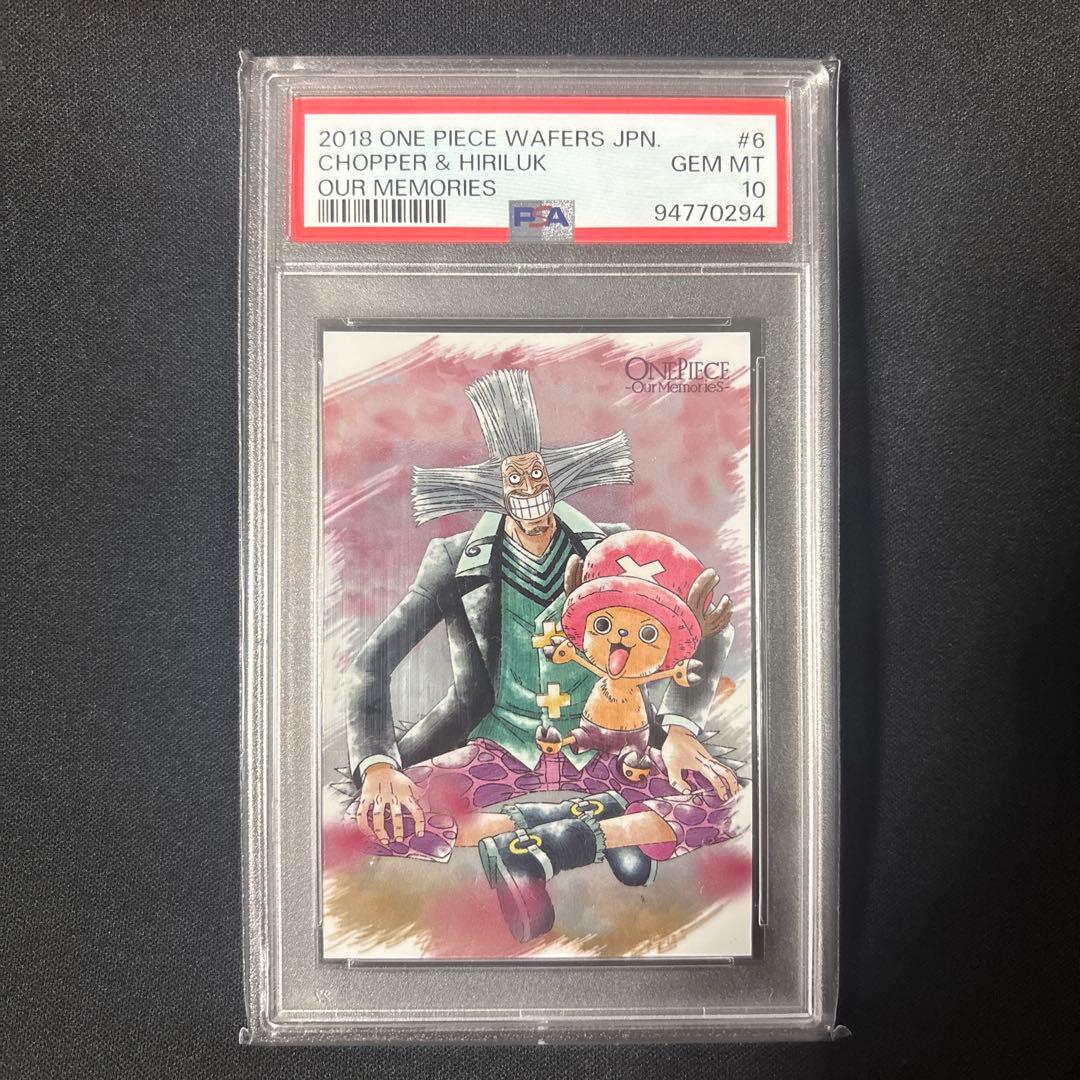 2018 ONE PIECE WAFERS JPN. #6
CHOPPER & HIRILUK GEM MT
OUR MEMORIES 10
PSA 94770294
ONE PIECE
-Our MemorieS-